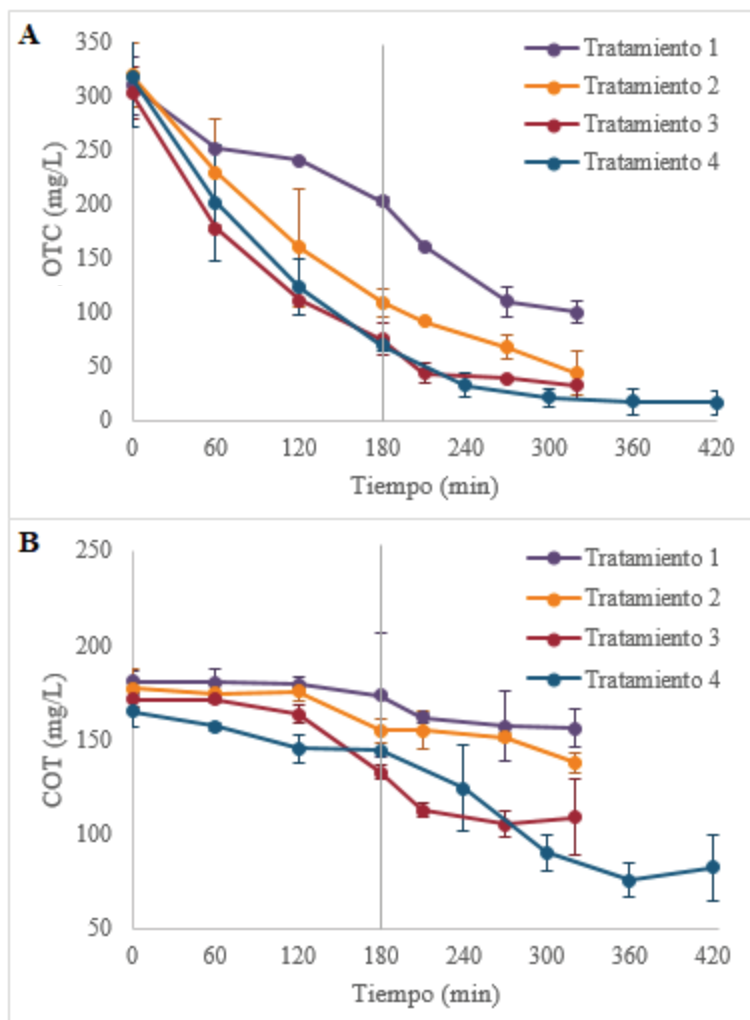 A
350
300
250
200
150
100
50
0
OTC (mg/L)
Tratamiento 1
Tratamiento 2
Tratamiento 3
Tratamiento 4
0 60 120 180 240 300 360 420
Tiempo (min)
B
250
200
150
100
50
COT (mg/L)
Tratamiento 1
Tratamiento 2
Tratamiento 3
Tratamiento 4
0 60 120 180 240 300 360 420
Tiempo (min)